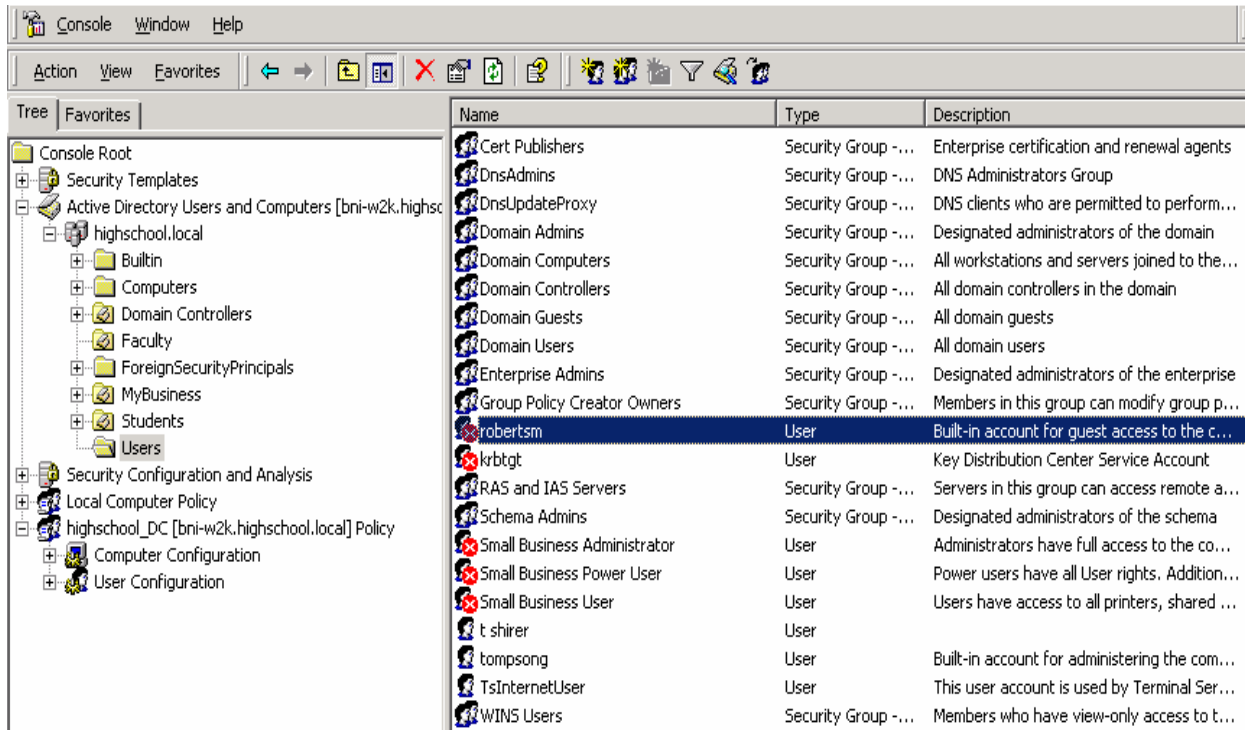 Console Window Help
Action View Favorites
Tree Favorites
Console Root
Security Templates
Active Directory Users and Computers [bni-w2k.highsc
highschool.local
Builtin
Computers
Domain Controllers
Faculty
ForeignSecurityPrincipals
MyBusiness
Students
Users
Security Configuration and Analysis
Local Computer Policy
highschool_DC [bni-w2k.highschool.local] Policy
Computer Configuration
User Configuration
Name Type Description
Cert Publishers Security Group -... Enterprise certification and renewal agents
DnsAdmins Security Group -... DNS Administrators Group
DnsUpdateProxy Security Group -... DNS clients who are permitted to perform...
Domain Admins Security Group -... Designated administrators of the domain
Domain Computers Security Group -... All workstations and servers joined to the...
Domain Controllers Security Group -... All domain controllers in the domain
Domain Guests Security Group -... All domain guests
Domain Users Security Group -... All domain users
Enterprise Admins Security Group -... Designated administrators of the enterprise
Group Policy Creator Owners Security Group -... Members in this group can modify group p...
robertsm User Built-in account for guest access to the c...
krbtgt User Key Distribution Center Service Account
RAS and IAS Servers Security Group -... Servers in this group can access remote a...
Schema Admins Security Group -... Designated administrators of the schema
Small Business Administrator User Administrators have full access to the co...
Small Business Power User User Power users have all User rights. Addition...
Small Business User User Users have access to all printers, shared ...
t shirer User
tompsong User Built-in account for administering the com...
TsInternetUser User This user account is used by Terminal Ser...
WINS Users Security Group -... Members who have view-only access to t...